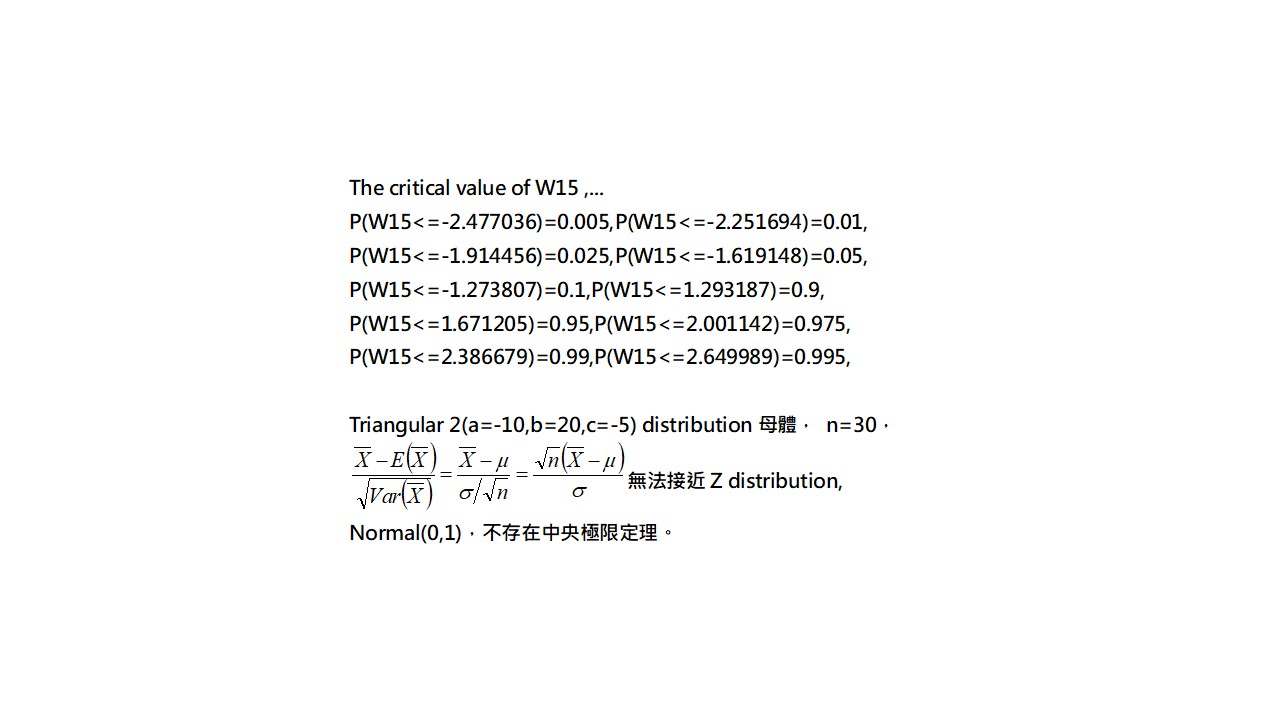 The critical value of W15 ,...
P(W15<=-2.477036)=0.005,P(W15<=-2.251694)=0.01,
P(W15<=-1.914456)=0.025,P(W15<=-1.619148)=0.05,
P(W15<=-1.273807)=0.1,P(W15<=1.293187)=0.9,
P(W15<=1.671205)=0.95,P(W15<=2.001142)=0.975,
P(W15<=2.386679)=0.99,P(W15<=2.649989)=0.995,
Triangular 2(a=-10,b=20,c=-5) distribution 母體， n=30，
\frac{\overline{X}-E(\overline{X})}{\sqrt{Var(\overline{X})}}=\frac{\overline{X}-μ}{σ/\sqrt{n}}=\frac{\sqrt{n}(\overline{X}-μ)}{σ} 無法接近 Z distribution,
Normal(0,1)，不存在中央極限定理。